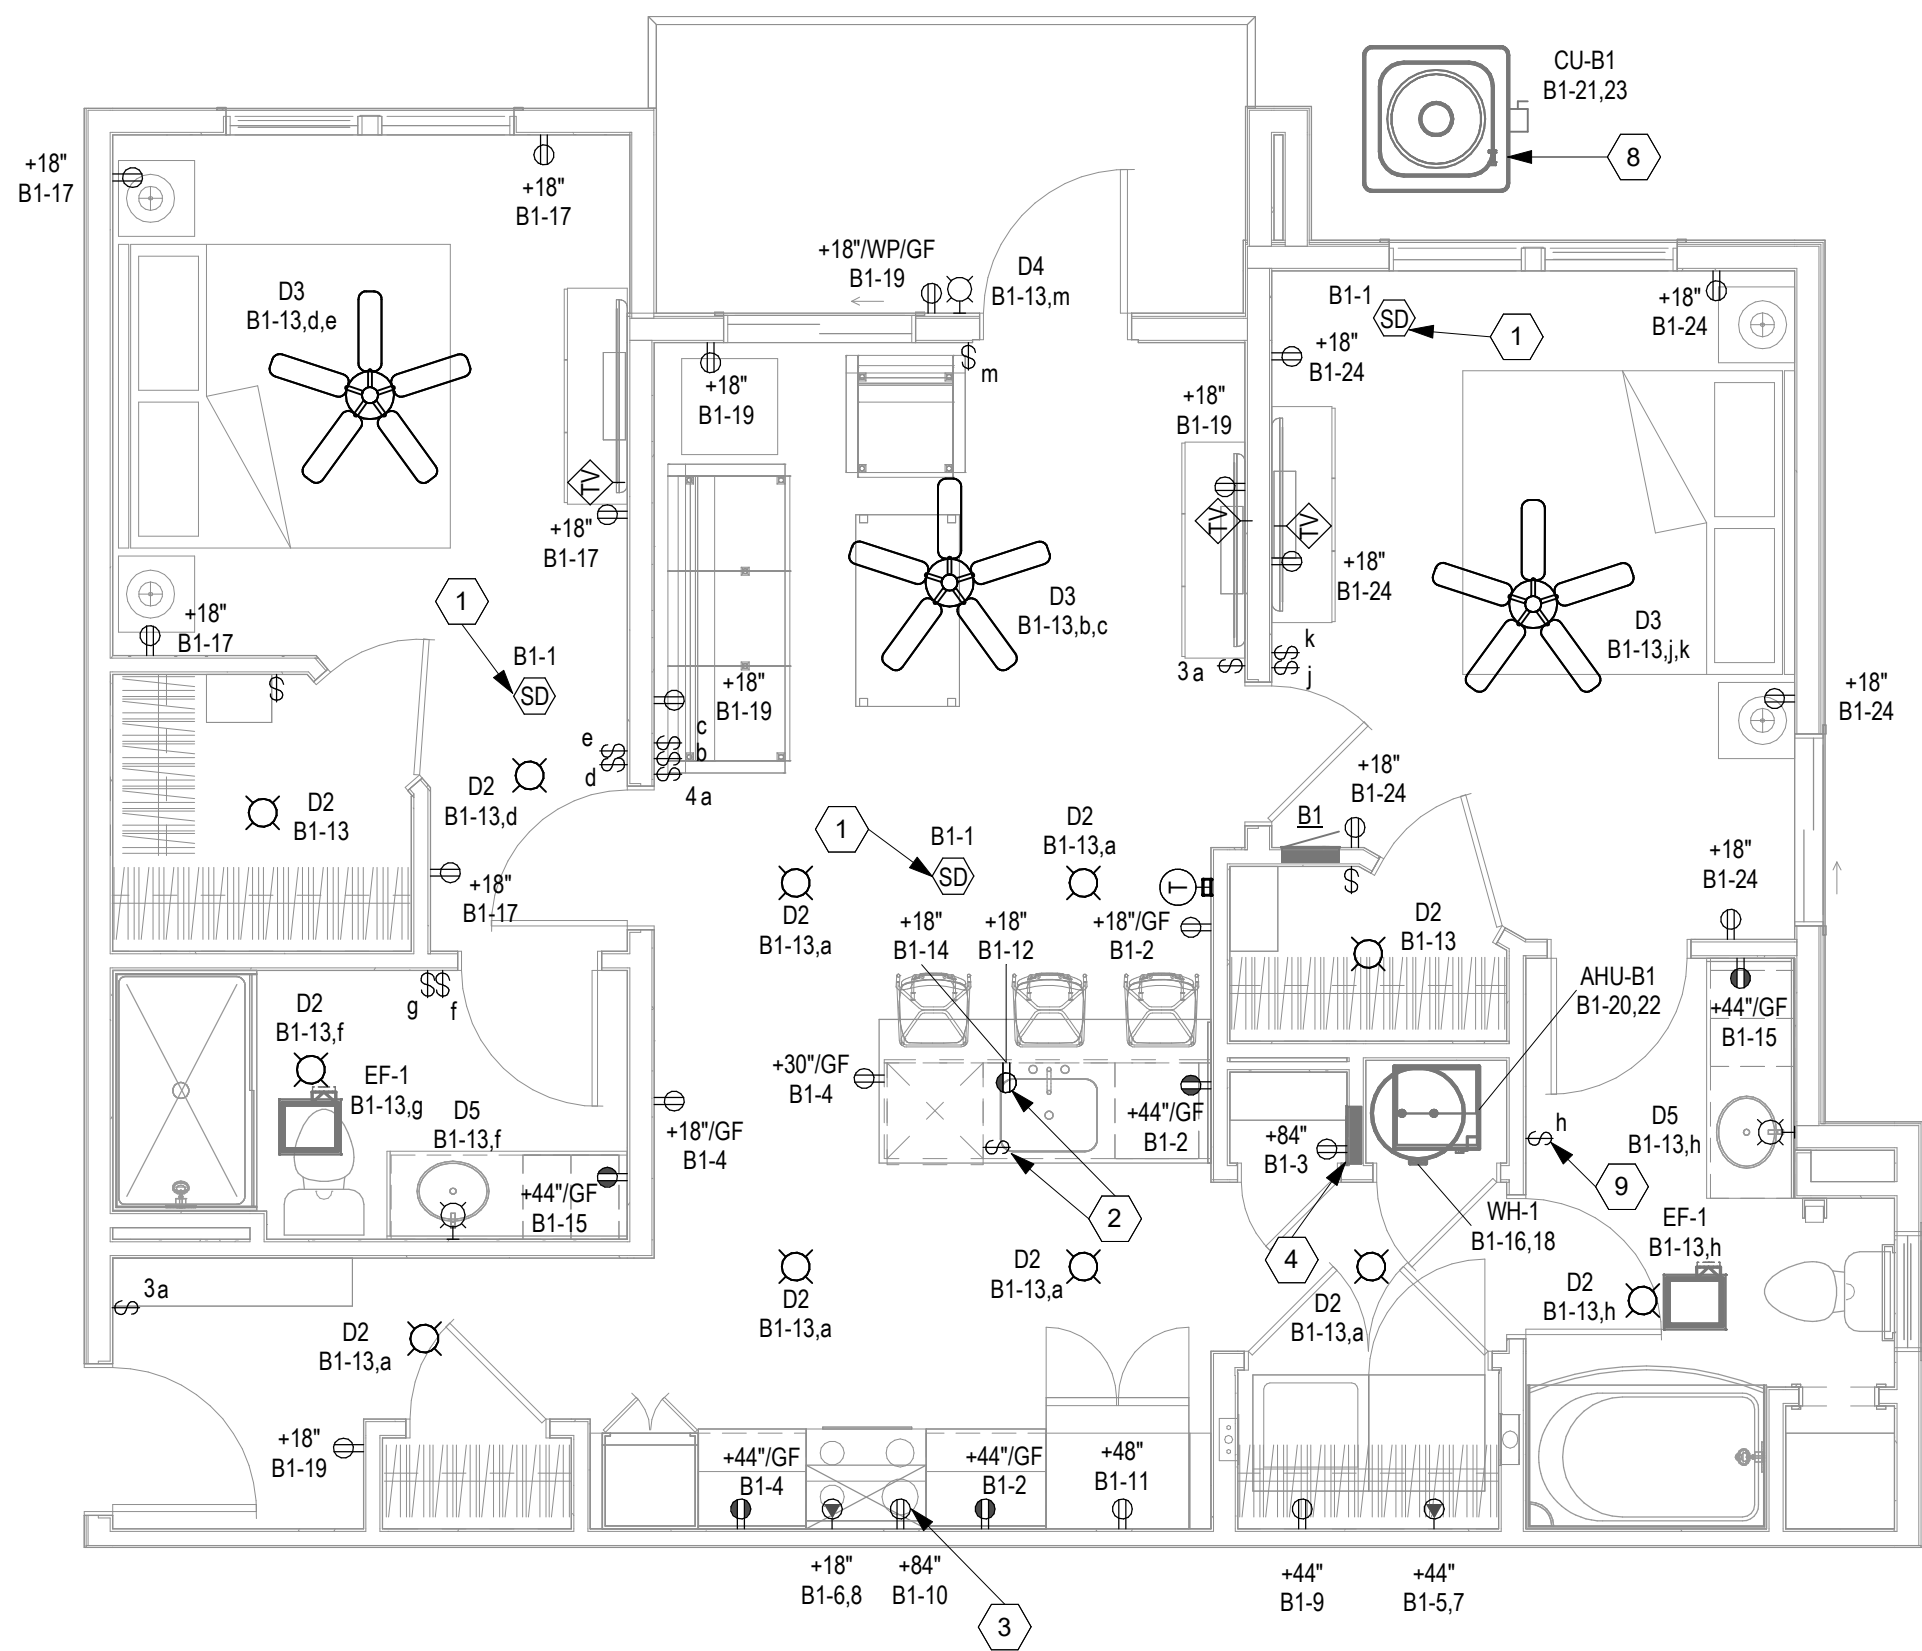 CU-B1
B1-21,23
8
+18"
B1-17
+18"
B1-17
+18"/WP/GF
B1-19
D4
B1-13,m
D3
B1-13,d,e
B1-1
SD
1
+18"
B1-24
+18"
B1-24
m
+18"
B1-19
+18"
B1-19
TV
+18"
B1-17
TV
TV
+18"
B1-24
D3
B1-13,b,c
1
+18"
B1-17
B1-1
SD
D3
B1-13,j,k
k
j
3a
+18"
B1-19
+18"
B1-24
c
b
4a
e
d
D2
B1-13,d
D2
B1-13
+18"
B1-24
B1
1
B1-1
SD
D2
B1-13,a
+18"
B1-17
D2
B1-13,a
T
+18"
B1-24
+18"
B1-14
+18"
B1-12
+18"/GF
B1-2
D2
B1-13
AHU-B1
B1-20,22
+44"/GF
B1-15
g
f
D2
B1-13,f
EF-1
B1-13,g
D5
B1-13,f
+30"/GF
B1-4
+18"/GF
B1-4
+44"/GF
B1-2
+84"
B1-3
h
D5
B1-13,h
9
+44"/GF
B1-15
2
4
WH-1
B1-16,18
EF-1
B1-13,h
3a
D2
B1-13,a
D2
B1-13,a
D2
B1-13,a
D2
B1-13,a
D2
B1-13,h
+18"
B1-19
+44"/GF
B1-4
+44"/GF
B1-2
+48"
B1-11
+18"
B1-6,8
+84"
B1-10
3
+44"
B1-9
+44"
B1-5,7